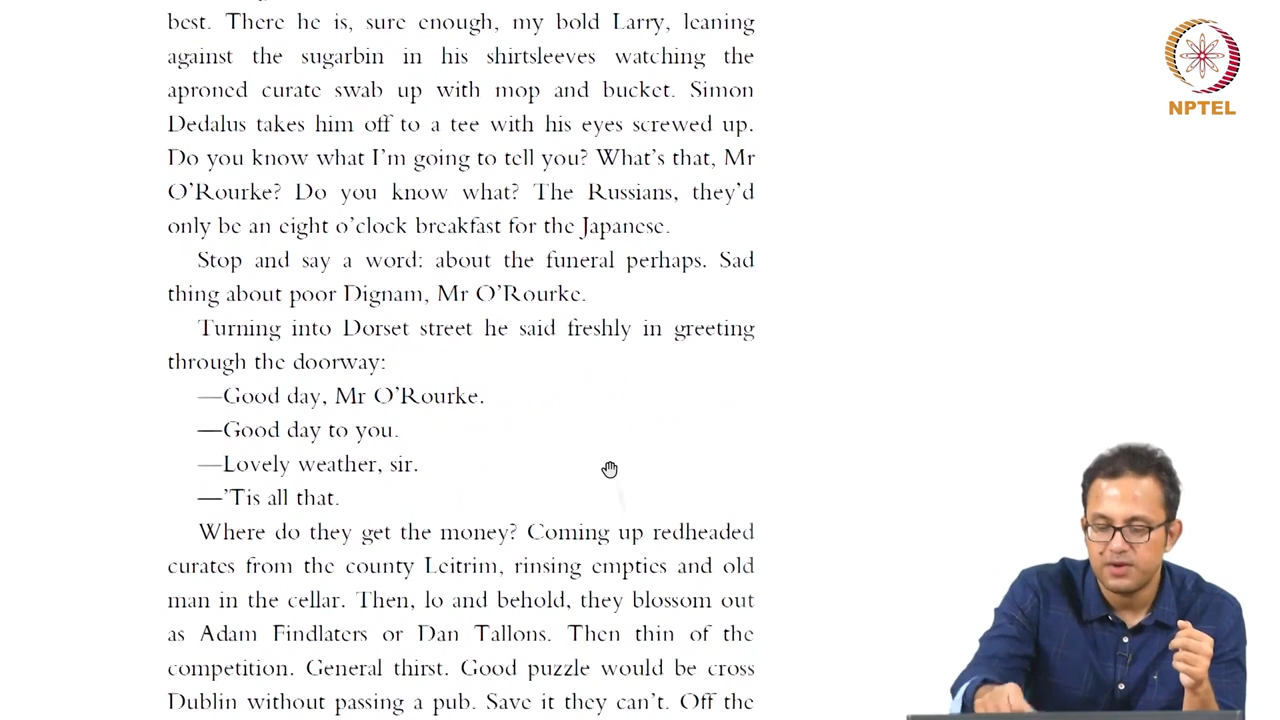 best. There he is, sure enough, my bold Larry, leaning
against the sugarbin in his shirtsleeves watching the
aproned curate swab up with mop and bucket. Simon
Dedalus takes him off to a tee with his eyes screwed up.
Do you know what I'm going to tell you? What's that, Mr
O'Rourke? Do you know what? The Russians, they'd
only be an eight o'clock breakfast for the Japanese.
Stop and say a word: about the funeral perhaps. Sad
thing about poor Dignam, Mr O'Rourke.
Turning into Dorset street he said freshly in greeting
through the doorway:
—Good day, Mr O'Rourke.
—Good day to you.
—Lovely weather, sir.
—'Tis all that.
Where do they get the money? Coming up redheaded
curates from the county Leitrim, rinsing empties and old
man in the cellar. Then, lo and behold, they blossom out
as Adam Findlaters or Dan Tallons. Then thin of the
competition. General thirst. Good puzzle would be cross
Dublin without passing a pub. Save it they can't. Off the
NPTEL